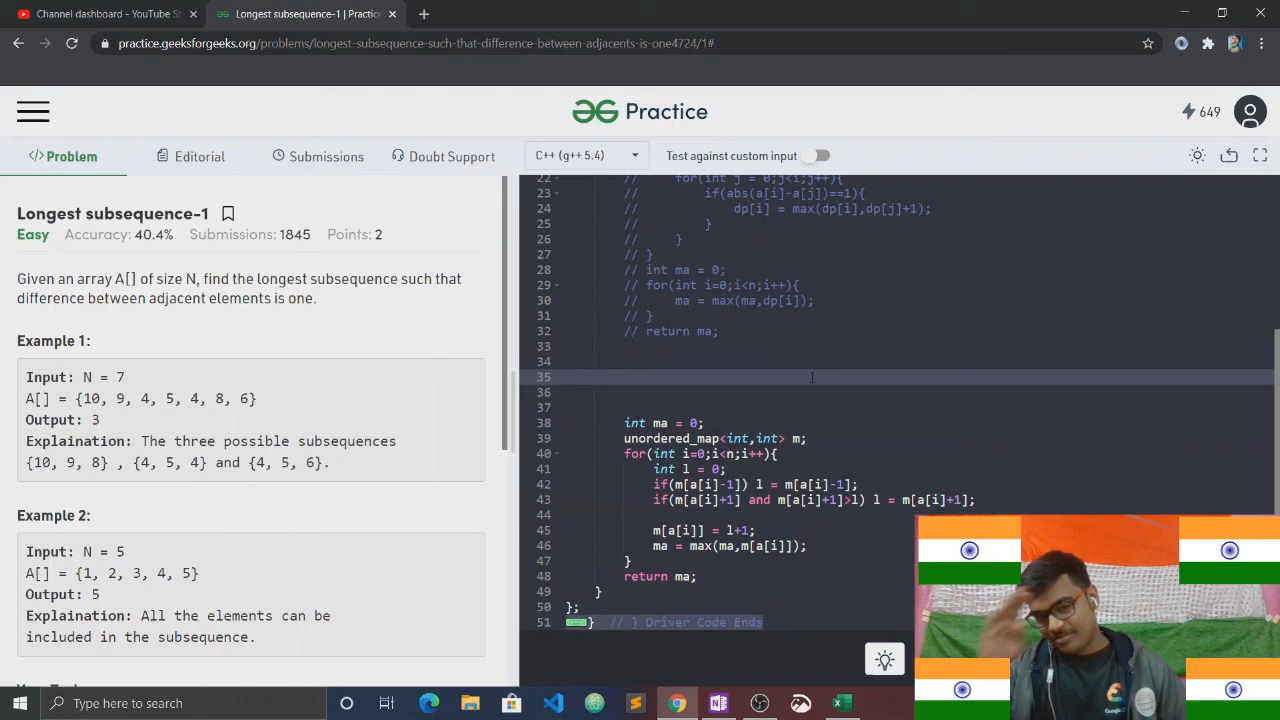 Channel dashboard - YouTube S
Longest subsequence-1 | Practice
practice.geeksforgeeks.org/problems/longest-subsequence-such-that-difference-between-adjacents-is-one4724/1#
Practice
649
</>Problem
Editorial
Submissions
Doubt Support
C++ (g++ 5.4)
Test against custom input
Longest subsequence-1
Easy Accuracy: 40.4% Submissions: 1845 Points: 2
Given an array A[] of size N, find the longest subsequence such that
difference between adjacent elements is one.
Example 1:
Input: N = 7
A[] = {10, 9, 4, 5, 4, 8, 6}
Output: 3
Explaination: The three possible subsequences
{10, 9, 8} , {4, 5, 4} and {4, 5, 6}.
Example 2:
Input: N = 5
A[] = {1, 2, 3, 4, 5}
Output: 5
Explaination: All the elements can be
included in the subsequence.
22 // for(int j = 0;j<i;j++){
23 // if(abs(a[i]-a[j])==1){
24 // dp[i] = max(dp[i],dp[j]+1);
25 // }
26 // }
27 // }
28 // int ma = 0;
29 // for(int i=0;i<n;i++){
30 // ma = max(ma,dp[i]);
31 // }
32 // return ma;
33
34
35
36
37
38 int ma = 0;
39 unordered_map<int,int> m;
40 for(int i=0;i<n;i++){
41 int l = 0;
42 if(m[a[i]-1]) l = m[a[i]-1];
43 if(m[a[i]+1] and m[a[i]+1]>l) l = m[a[i]+1];
44
45 m[a[i]] = l+1;
46 ma = max(ma,m[a[i]]);
47 }
48 return ma;
49 }
50 };
51 } // } Driver Code Ends
Type here to search